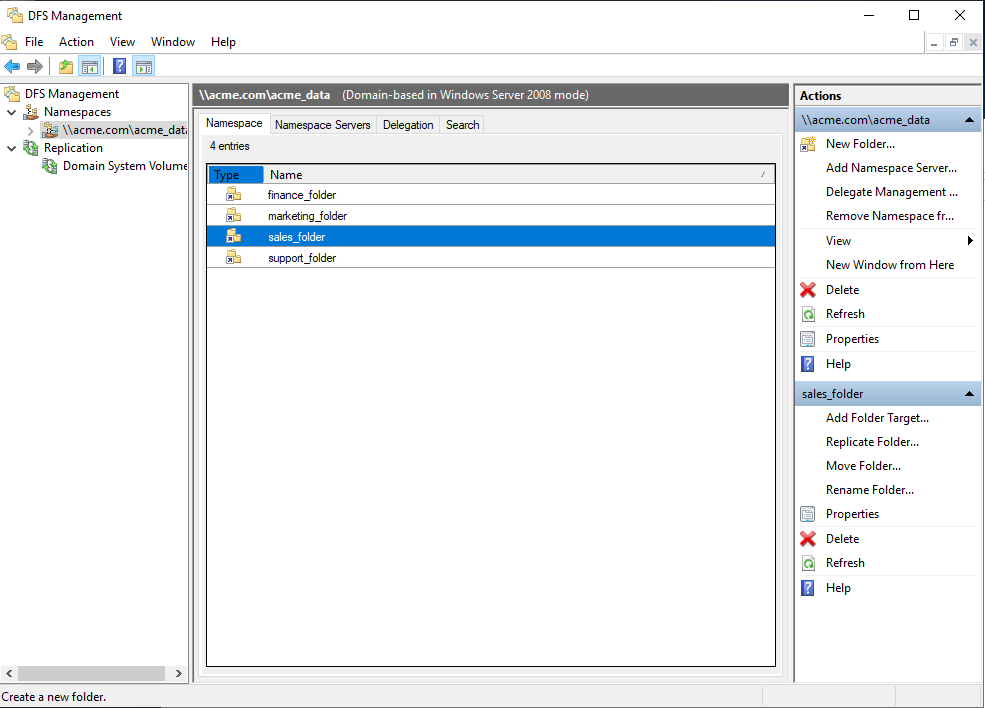 DFS Management
File Action View Window Help
DFS Management
Namespaces
\\acme.com\acme_data
Replication
Domain System Volume
\\acme.com\acme_data (Domain-based in Windows Server 2008 mode)
Namespace Namespace Servers Delegation Search
4 entries
Type Name
finance_folder
marketing_folder
sales_folder
support_folder
Actions
\\acme.com\acme_data
New Folder...
Add Namespace Server...
Delegate Management ...
Remove Namespace fr...
View
New Window from Here
Delete
Refresh
Properties
Help
sales_folder
Add Folder Target...
Replicate Folder...
Move Folder...
Rename Folder...
Properties
Delete
Refresh
Help
Create a new folder.